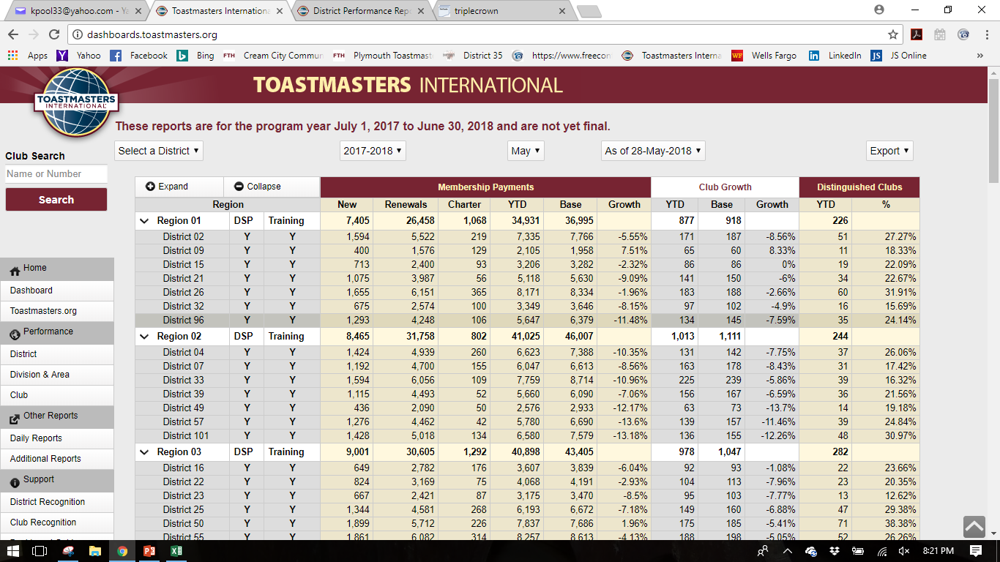 kpool33@yahoo.com - Ya
Toastmasters Internationa
District Performance Repo
triplecrown
dashboards.toastmasters.org
Apps Yahoo Facebook Bing FTH Cream City Commun FTH Plymouth Toastmast District 35 https://www.freecon Toastmasters Interna WF Wells Fargo in LinkedIn JS JS Online »
TOASTMASTERS INTERNATIONAL
TOASTMASTERS
INTERNATIONAL
These reports are for the program year July 1, 2017 to June 30, 2018 and are not yet final.
Select a District 2017-2018 May As of 28-May-2018 Export
Club Search
Name or Number
Search
Home
Dashboard
Toastmasters.org
Performance
District
Division & Area
Club
Other Reports
Daily Reports
Additional Reports
Support
District Recognition
Club Recognition
Expand Collapse Membership Payments Club Growth Distinguished Clubs
Region New Renewals Charter YTD Base Growth YTD Base Growth YTD %
Region 01 DSP Training 7,405 26,458 1,068 34,931 36,995 877 918 226
District 02 Y Y 1,594 5,522 219 7,335 7,766 -5.55% 171 187 -8.56% 51 27.27%
District 09 Y Y 400 1,576 129 2,105 1,958 7.51% 65 60 8.33% 11 18.33%
District 15 Y Y 713 2,400 93 3,206 3,282 -2.32% 86 86 0% 19 22.09%
District 21 Y Y 1,075 3,987 56 5,118 5,630 -9.09% 141 150 -6% 34 22.67%
District 26 Y Y 1,655 6,151 365 8,171 8,334 -1.96% 183 188 -2.66% 60 31.91%
District 32 Y Y 675 2,574 100 3,349 3,646 -8.15% 97 102 -4.9% 16 15.69%
District 96 Y Y 1,293 4,248 106 5,647 6,379 -11.48% 134 145 -7.59% 35 24.14%
Region 02 DSP Training 8,465 31,758 802 41,025 46,007 1,013 1,111 244
District 04 Y Y 1,424 4,939 260 6,623 7,388 -10.35% 131 142 -7.75% 37 26.06%
District 07 Y Y 1,192 4,700 155 6,047 6,613 -8.56% 163 178 -8.43% 31 17.42%
District 33 Y Y 1,594 6,056 109 7,759 8,714 -10.96% 225 239 -5.86% 39 16.32%
District 39 Y Y 1,115 4,493 52 5,660 6,090 -7.06% 156 167 -6.59% 36 21.56%
District 49 Y Y 436 2,090 50 2,576 2,933 -12.17% 63 73 -13.7% 14 19.18%
District 57 Y Y 1,276 4,462 42 5,780 6,690 -13.6% 139 157 -11.46% 39 24.84%
District 101 Y Y 1,428 5,018 134 6,580 7,579 -13.18% 136 155 -12.26% 48 30.97%
Region 03 DSP Training 9,001 30,605 1,292 40,898 43,405 978 1,047 282
District 16 Y Y 649 2,782 176 3,607 3,839 -6.04% 92 93 -1.08% 22 23.66%
District 22 Y Y 824 3,169 75 4,068 4,191 -2.93% 104 113 -7.96% 23 20.35%
District 23 Y Y 667 2,421 87 3,175 3,470 -8.5% 95 103 -7.77% 13 12.62%
District 25 Y Y 1,344 4,581 268 6,193 6,672 -7.18% 149 160 -6.88% 47 29.38%
District 50 Y Y 1,899 5,712 226 7,837 7,686 1.96% 175 185 -5.41% 71 38.38%
District 55 Y Y 1,861 6,082 314 8,257 8,613 -4.13% 188 198 -5.05% 52 26.26%
8:21 PM